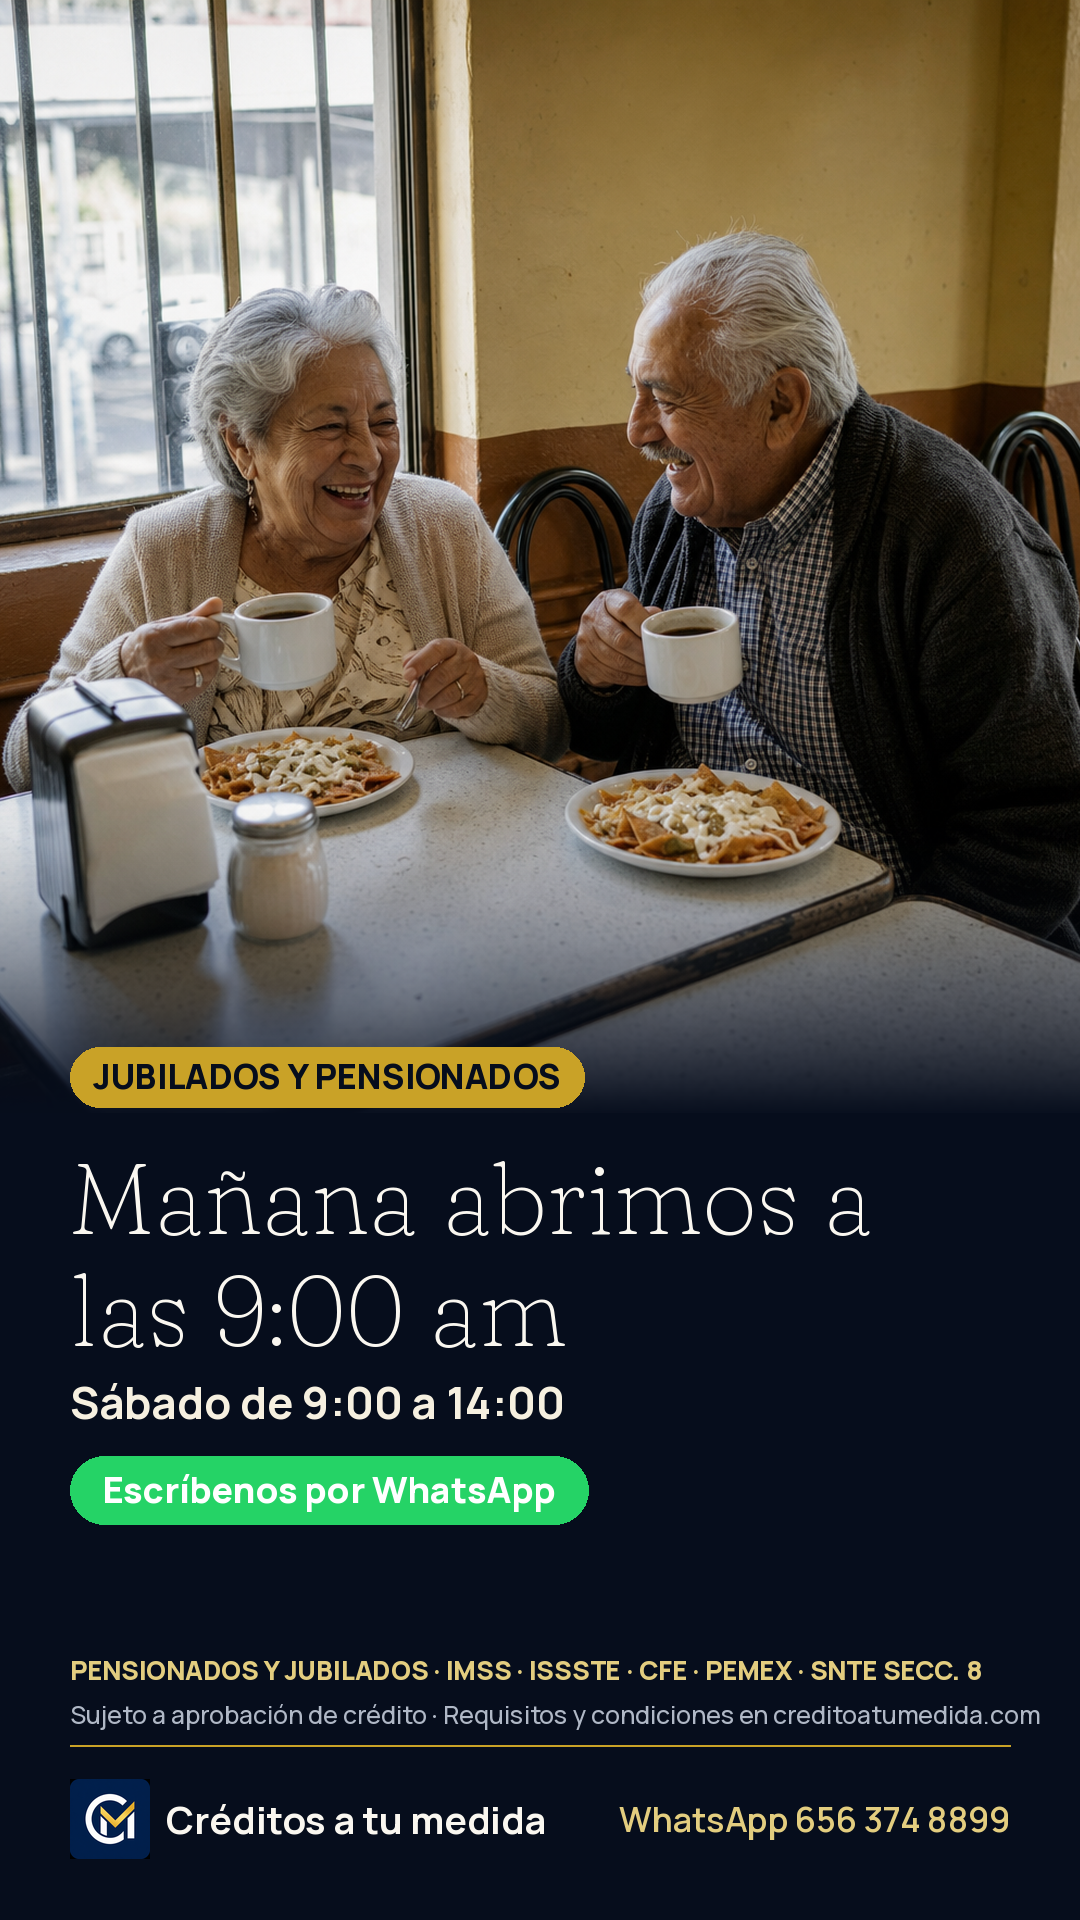 JUBILADOS Y PENSIONADOS
Mañana abrimos a
las 9:00 am
Sábado de 9:00 a 14:00
Escríbenos por WhatsApp
PENSIONADOS Y JUBILADOS · IMSS · ISSSTE · CFE · PEMEX · SNTE SECC. 8
Sujeto a aprobación de crédito · Requisitos y condiciones en creditoatumedida.com
Créditos a tu medida
WhatsApp 656 374 8899